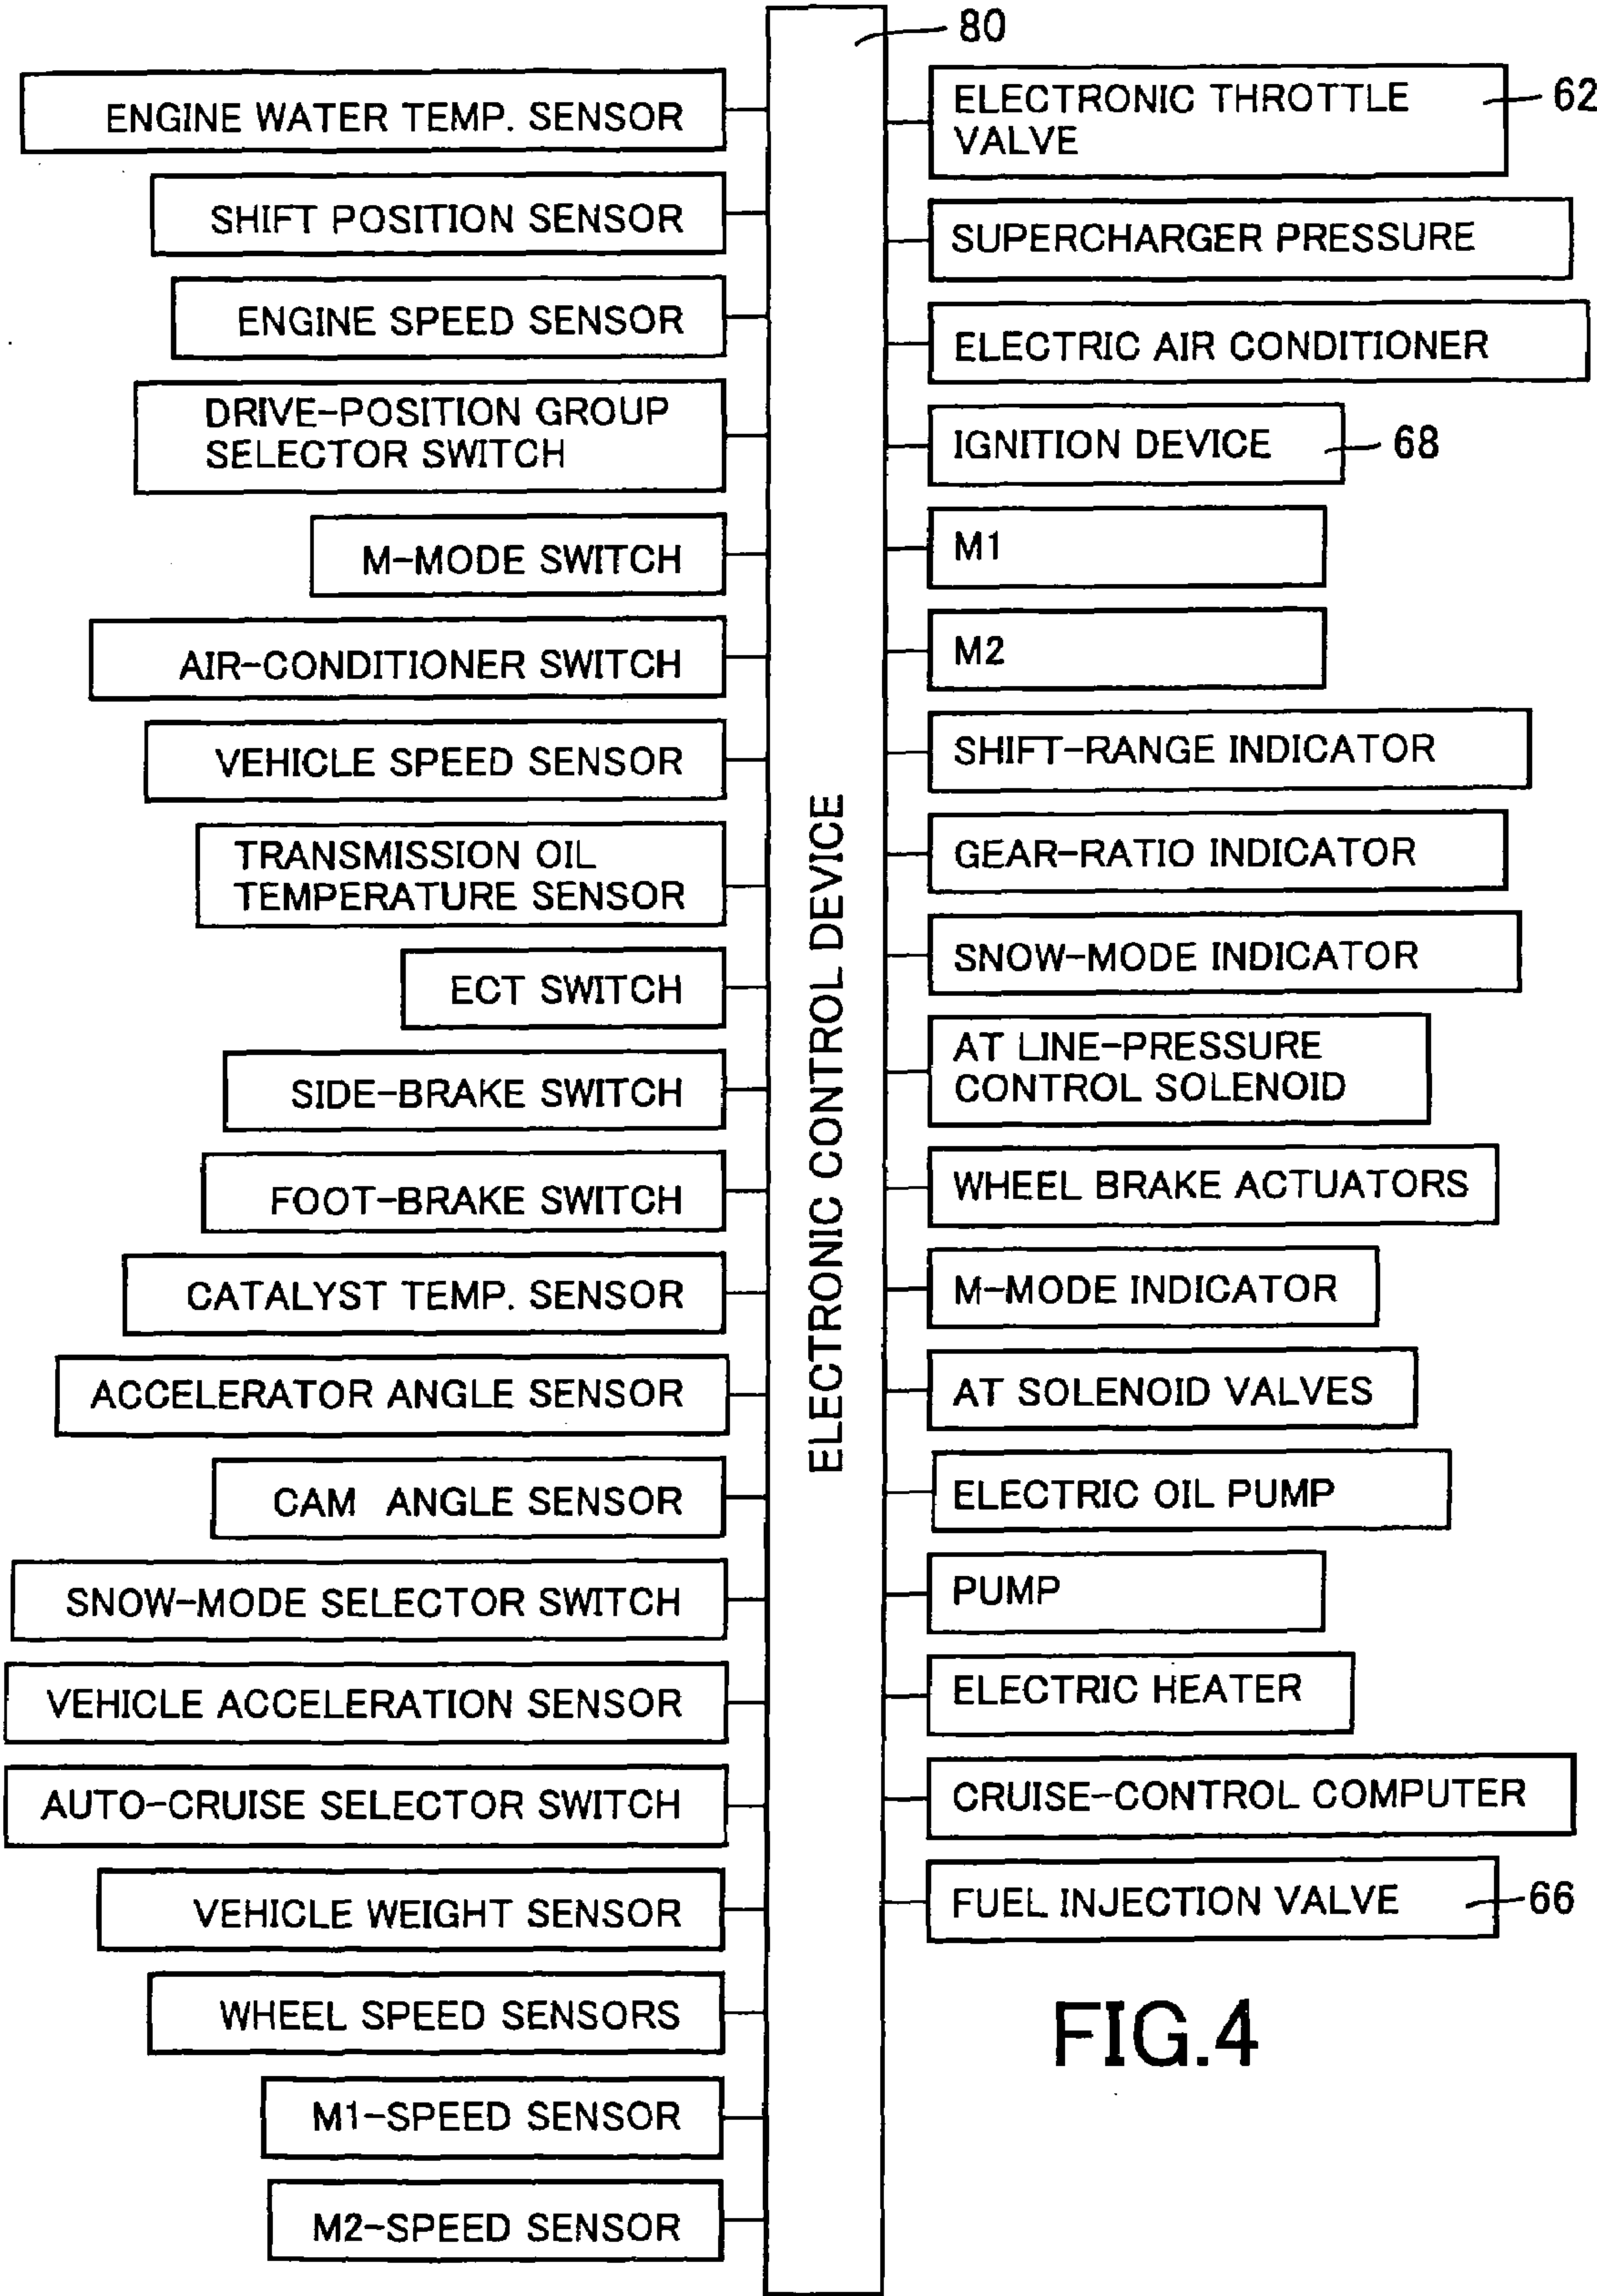 80
ENGINE WATER TEMP. SENSOR
SHIFT POSITION SENSOR
ENGINE SPEED SENSOR
DRIVE-POSITION GROUP
SELECTOR SWITCH
M-MODE SWITCH
AIR-CONDITIONER SWITCH
VEHICLE SPEED SENSOR
TRANSMISSION OIL
TEMPERATURE SENSOR
ECT SWITCH
SIDE-BRAKE SWITCH
FOOT-BRAKE SWITCH
CATALYST TEMP. SENSOR
ACCELERATOR ANGLE SENSOR
CAM ANGLE SENSOR
SNOW-MODE SELECTOR SWITCH
VEHICLE ACCELERATION SENSOR
AUTO-CRUISE SELECTOR SWITCH
VEHICLE WEIGHT SENSOR
WHEEL SPEED SENSORS
M1-SPEED SENSOR
M2-SPEED SENSOR
ELECTRONIC CONTROL DEVICE
ELECTRONIC THROTTLE
VALVE
62
SUPERCHARGER PRESSURE
ELECTRIC AIR CONDITIONER
IGNITION DEVICE
68
M1
M2
SHIFT-RANGE INDICATOR
GEAR-RATIO INDICATOR
SNOW-MODE INDICATOR
AT LINE-PRESSURE
CONTROL SOLENOID
WHEEL BRAKE ACTUATORS
M-MODE INDICATOR
AT SOLENOID VALVES
ELECTRIC OIL PUMP
PUMP
ELECTRIC HEATER
CRUISE-CONTROL COMPUTER
FUEL INJECTION VALVE
66
FIG.4